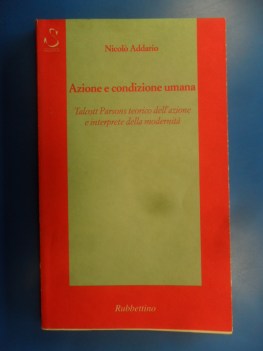 Nicolò Addario
Azione e condizione umana
Talcott Parsons teorico dell'azione
e interprete della modernità
Rubbettino